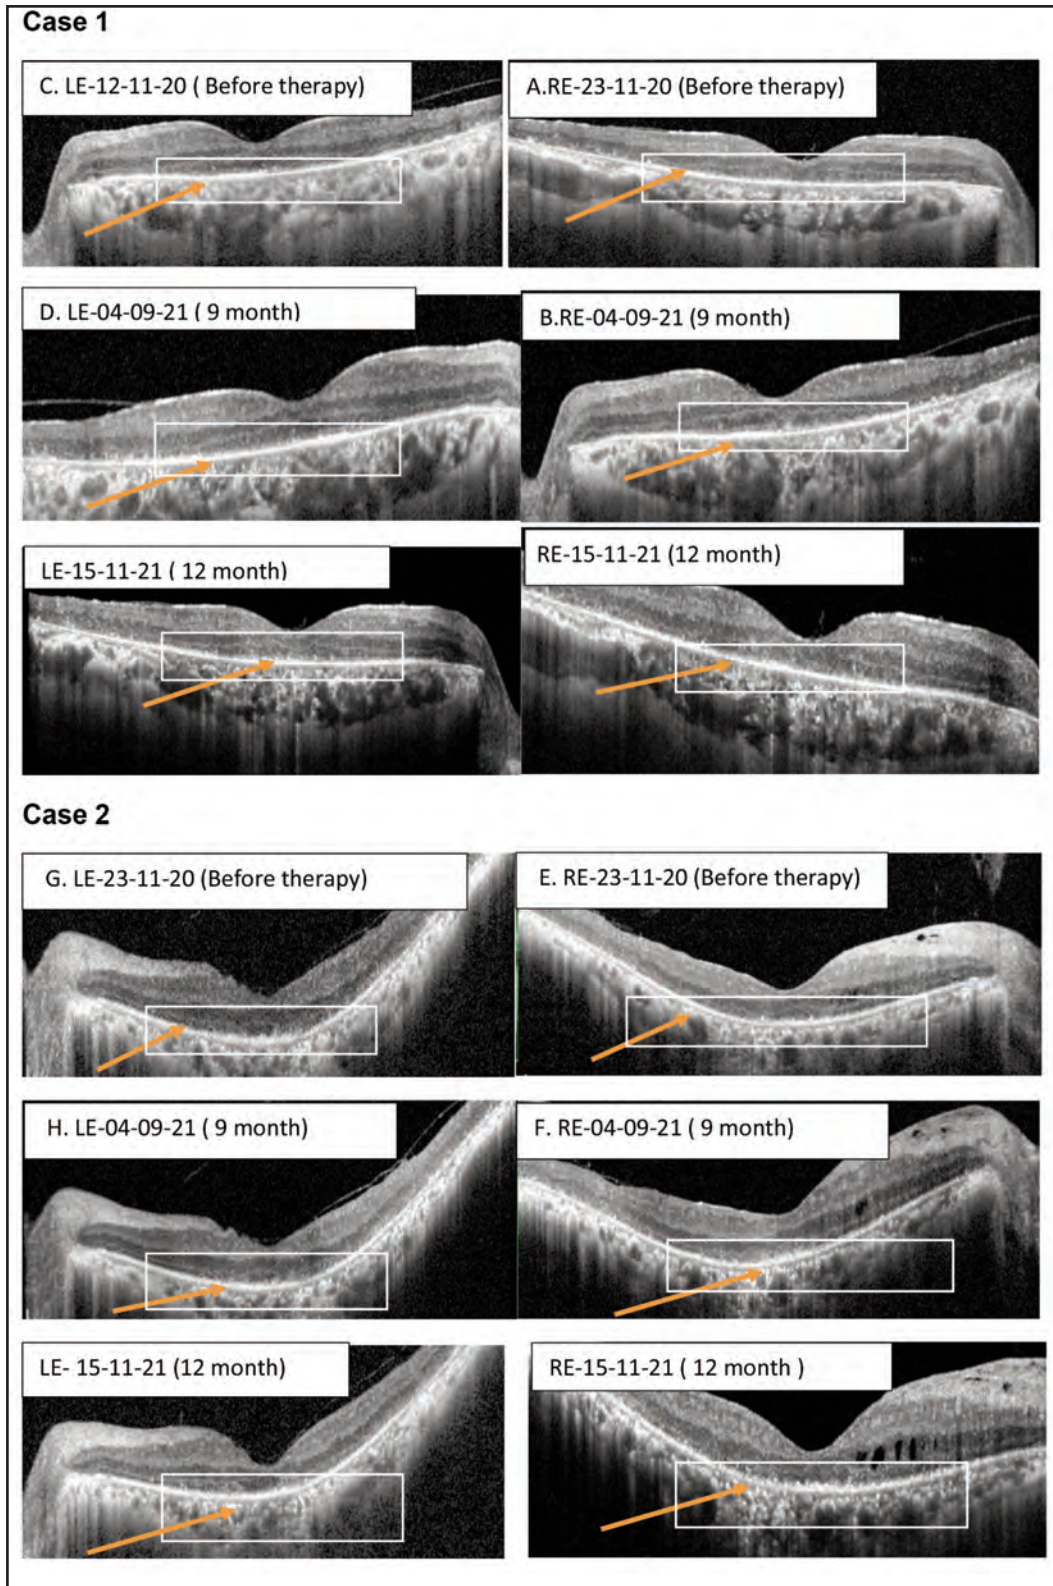 Case 1
C. LE-12-11-20 ( Before therapy)
A.RE-23-11-20 (Before therapy)
D. LE-04-09-21 ( 9 month)
B.RE-04-09-21 (9 month)
LE-15-11-21 ( 12 month)
RE-15-11-21 (12 month)
Case 2
G. LE-23-11-20 (Before therapy)
E. RE-23-11-20 (Before therapy)
H. LE-04-09-21 ( 9 month)
F. RE-04-09-21 ( 9 month)
LE- 15-11-21 (12 month)
RE-15-11-21 ( 12 month )